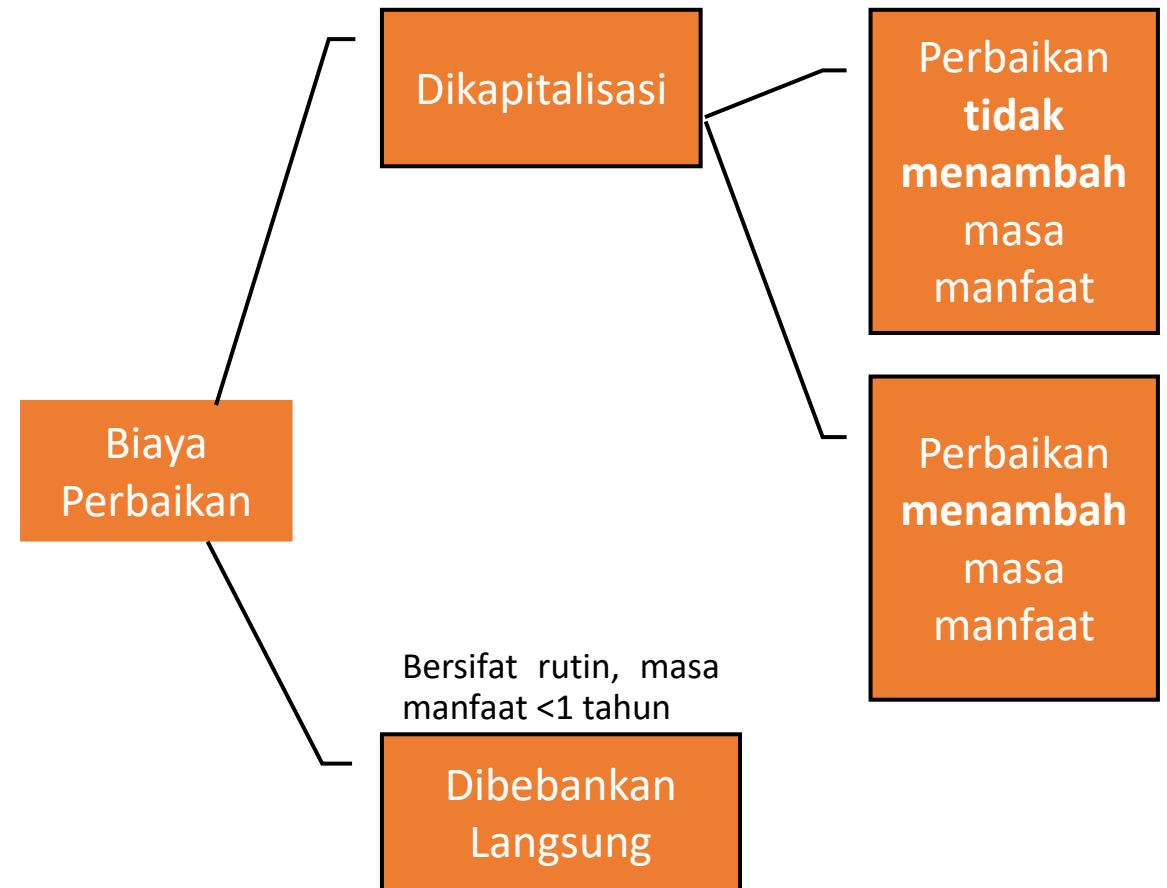 Dikapitalisasi
Perbaikan
tidak
menambah
masa
manfaat
Biaya
Perbaikan
Perbaikan
menambah
masa
manfaat
Bersifat rutin, masa
manfaat <1 tahun
Dibebankan
Langsung